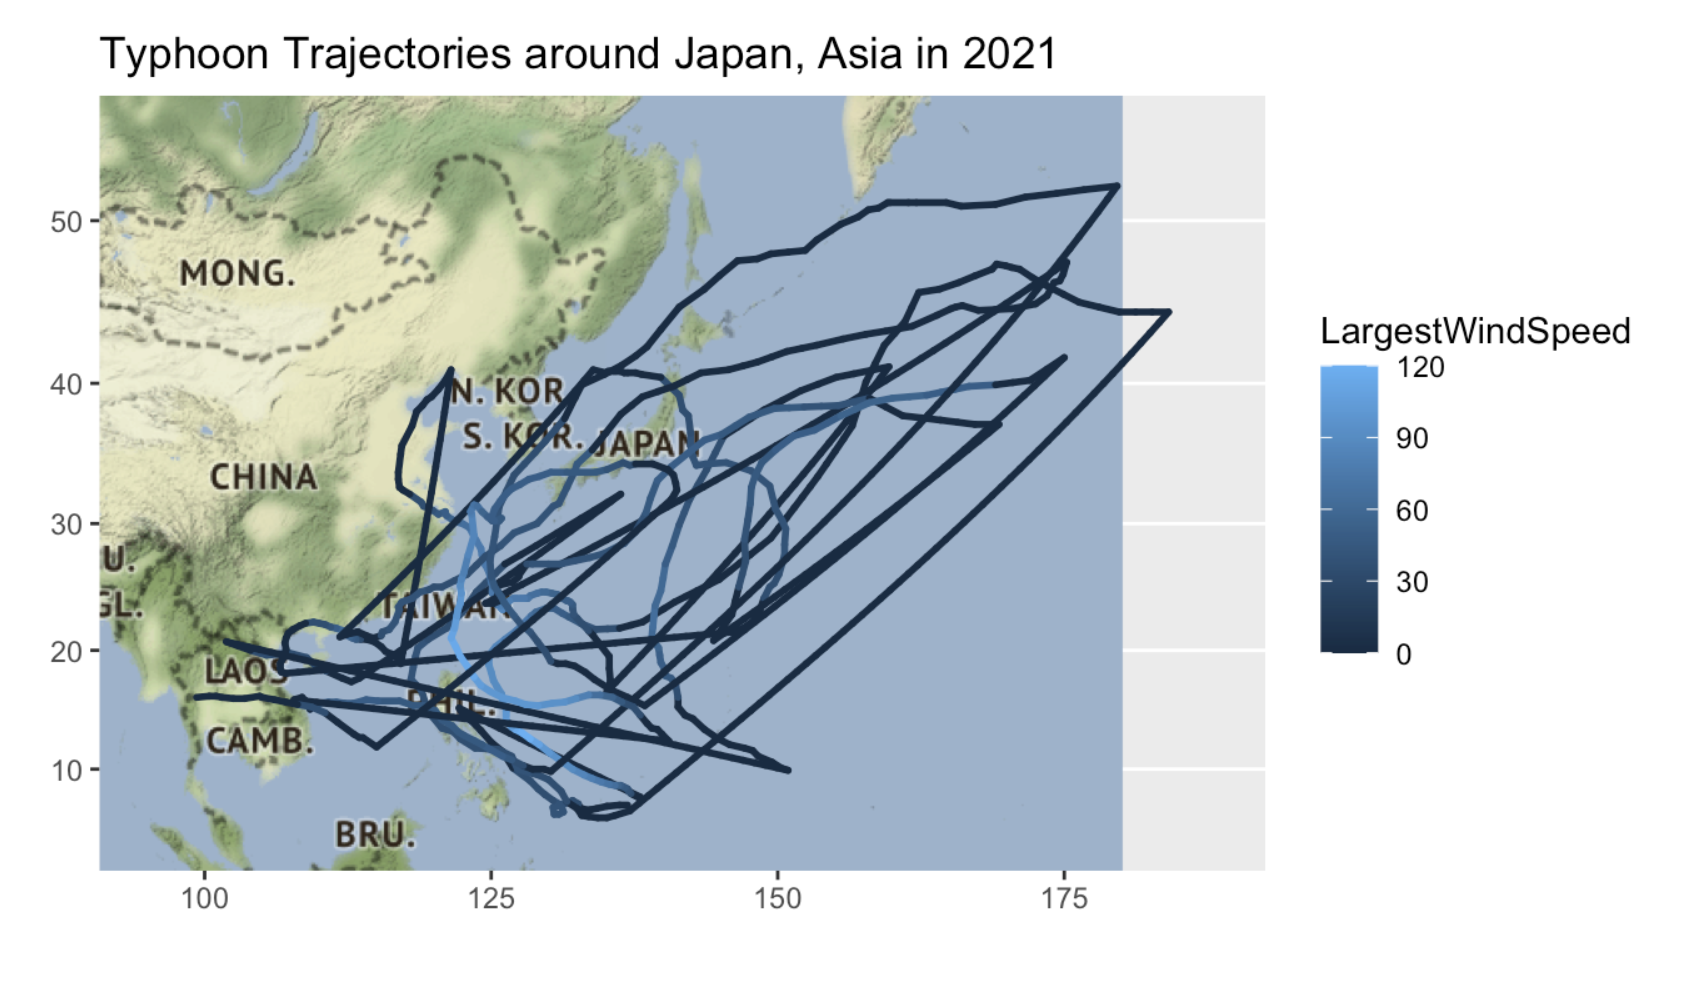 Typhoon Trajectories around Japan, Asia in 2021
50
40
30
20
10
MONG.
N. KOR
S. KOR.
JAPAN
CHINA
U.
GL.
TAIWAN
LAOS
PHIL.
CAMB.
BRU.
100
125
150
175
LargestWindSpeed
120
90
60
30
0